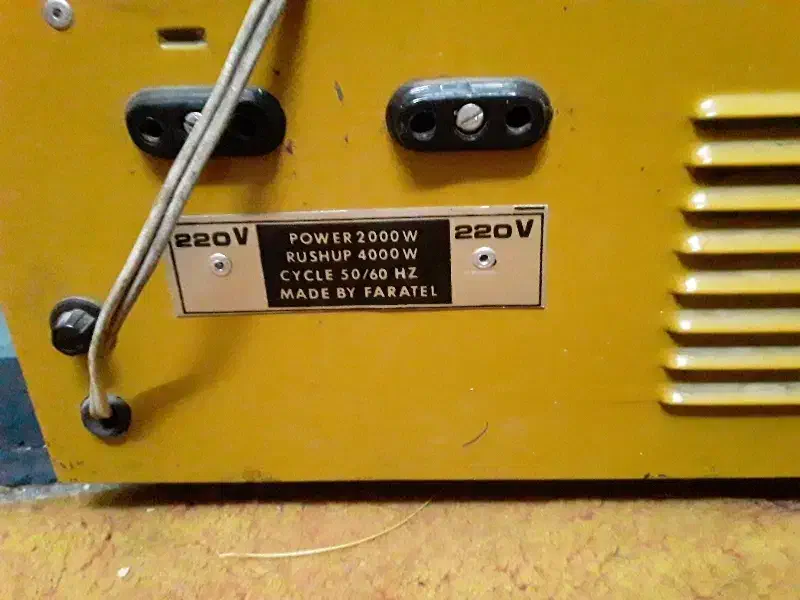 220V
POWER 2000 W
RUSHUP 4000 W
CYCLE 50/60 HZ
MADE BY FARATEL
220V